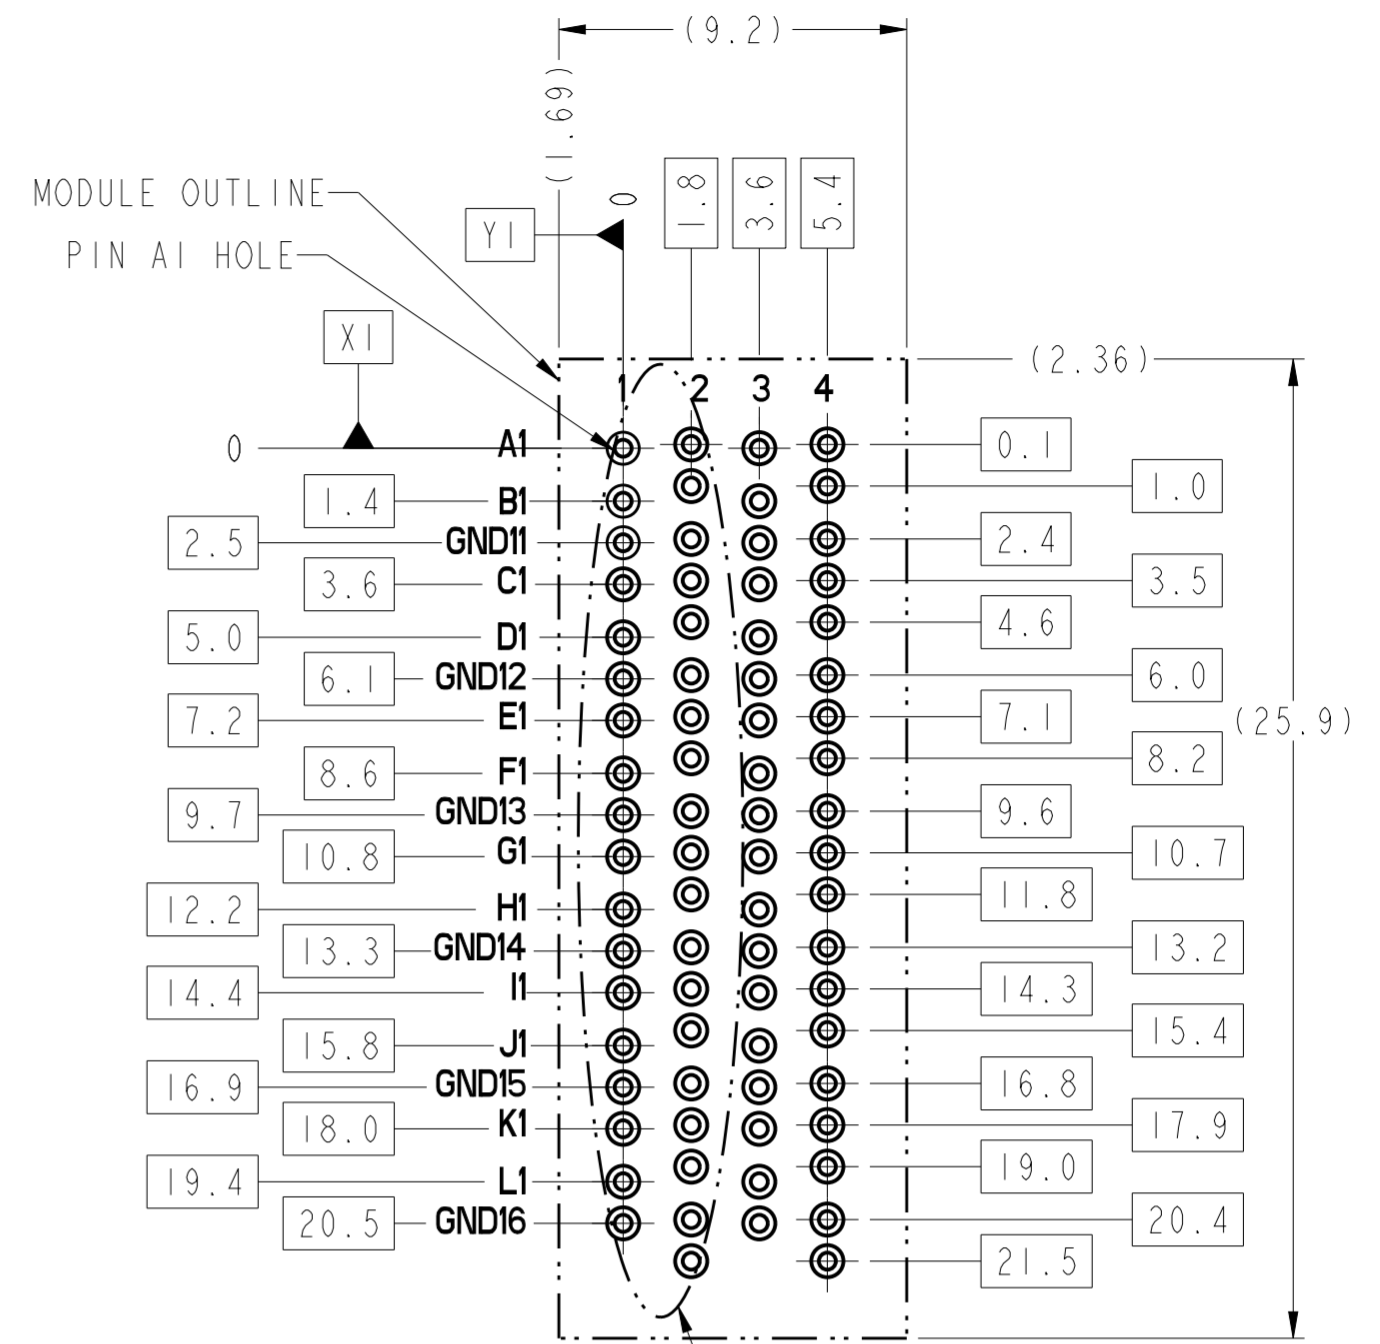 (9.2)
(1.69)
MODULE OUTLINE
PIN A1 HOLE
Y1
0
1.8
3.6
5.4
X1
(2.36)
1 2 3 4
0 A1 0.1
1.4 B1 1.0
2.5 GND11 2.4
3.6 C1 3.5
5.0 D1 4.6
6.1 GND12 6.0
7.2 E1 7.1
(25.9)
8.6 F1 8.2
9.7 GND13 9.6
10.8 G1 10.7
12.2 H1 11.8
13.3 GND14 13.2
14.4 I1 14.3
15.8 J1 15.4
16.9 GND15 16.8
18.0 K1 17.9
19.4 L1 19.0
20.5 GND16 20.4
21.5